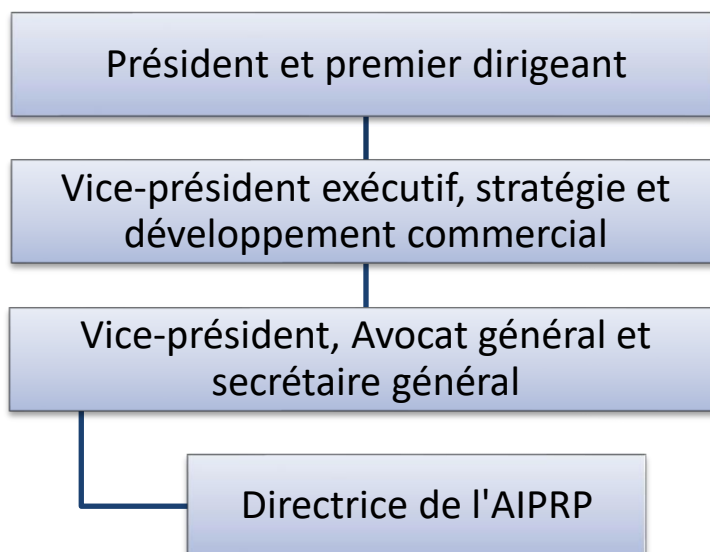 Président et premier dirigeant
Vice-président exécutif, stratégie et
développement commercial
Vice-président, Avocat général et
secrétaire général
Directrice de l'AIPRP